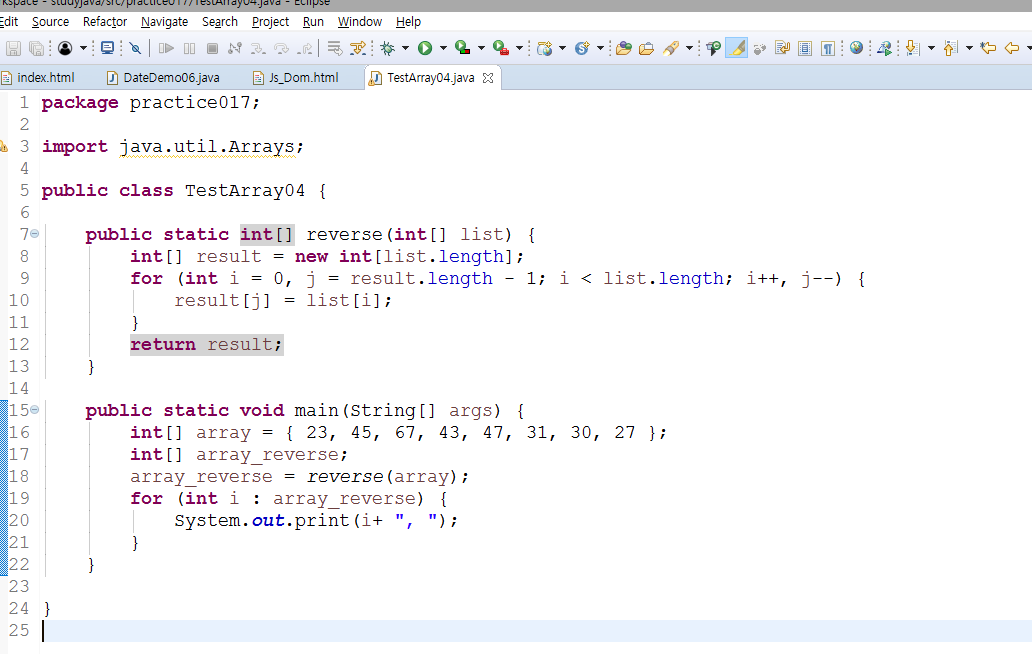 rkspace - studyjava/src/practice017/TestArray04.java - Eclipse
Edit Source Refactor Navigate Search Project Run Window Help
index.html DateDemo06.java Js_Dom.html TestArray04.java
1 package practice017;
2
3 import java.util.Arrays;
4
5 public class TestArray04 {
6
7 public static int[] reverse(int[] list) {
8 int[] result = new int[list.length];
9 for (int i = 0, j = result.length - 1; i < list.length; i++, j--) {
10 result[j] = list[i];
11 }
12 return result;
13 }
14
15 public static void main(String[] args) {
16 int[] array = { 23, 45, 67, 43, 47, 31, 30, 27 };
17 int[] array_reverse;
18 array_reverse = reverse(array);
19 for (int i : array_reverse) {
20 System.out.print(i+ ", ");
21 }
22 }
23
24 }
25